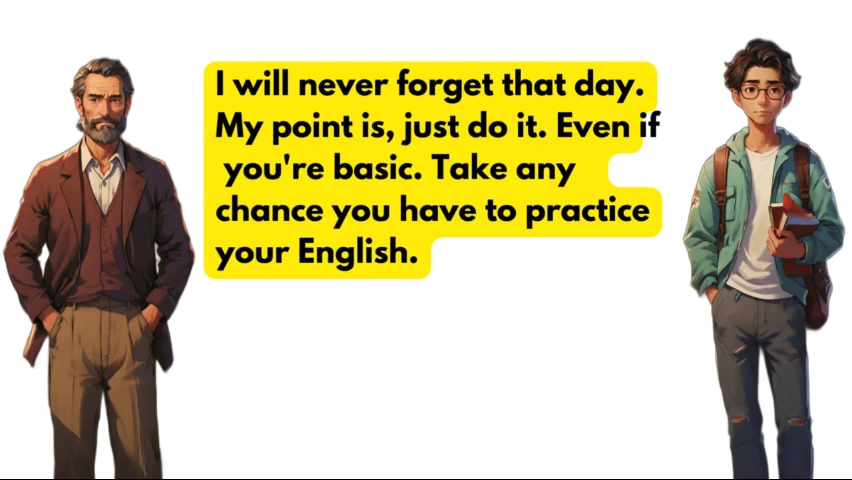 I will never forget that day.
My point is, just do it. Even if
you're basic. Take any
chance you have to practice
your English.